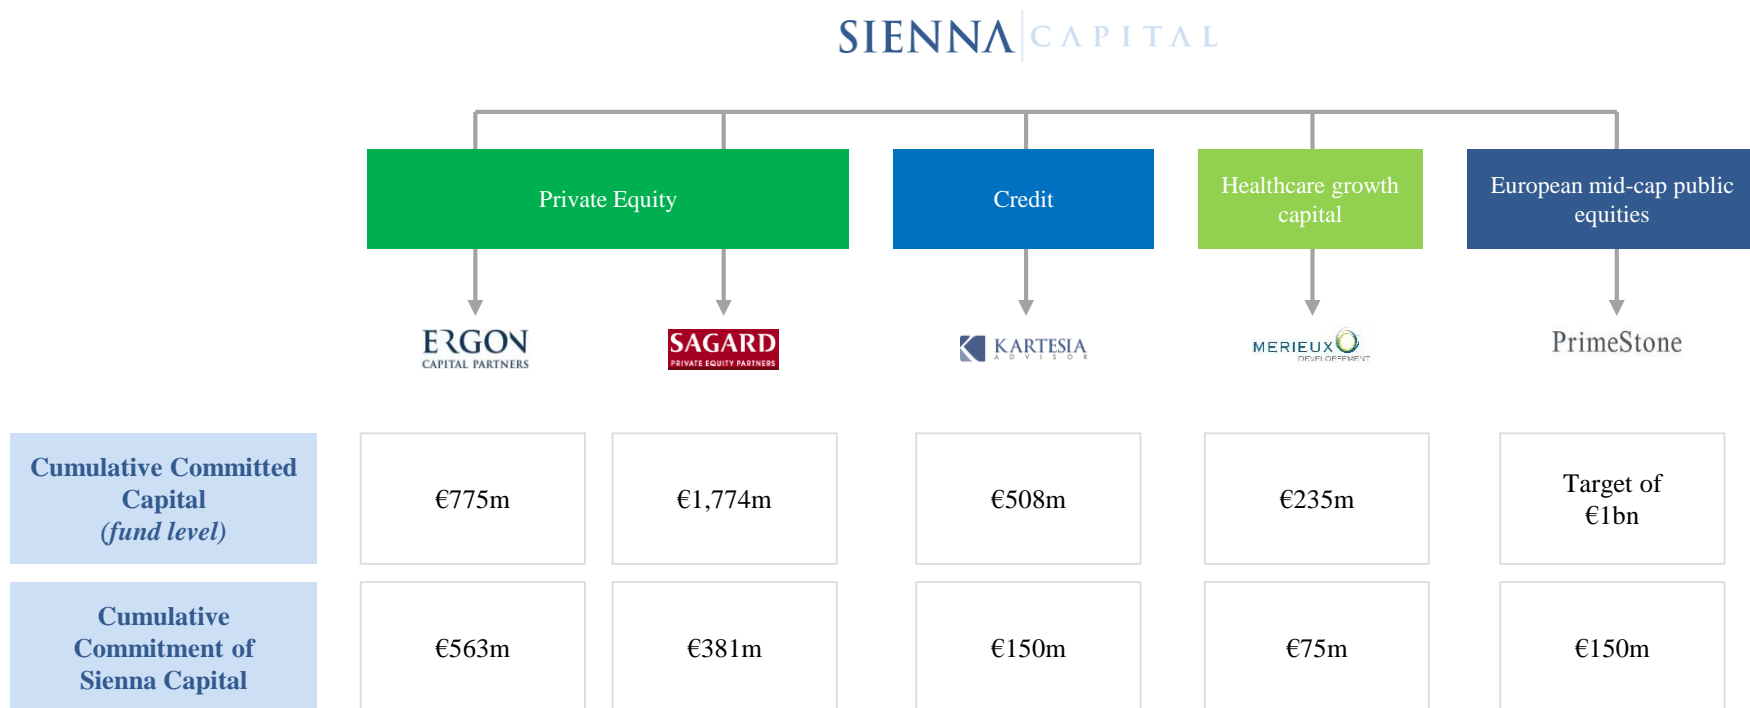 SIENNA CAPITAL
Private Equity
Credit
Healthcare growth
capital
European mid-cap public
equities
ERGON
CAPITAL PARTNERS
SAGARD
PRIVATE EQUITY PARTNERS
KARTESIA
ADVISOR
MERIEUX
DEVELOPPEMENT
PrimeStone
Cumulative Committed
Capital
(fund level)
€775m
€1,774m
€508m
€235m
Target of
€1bn
Cumulative
Commitment of
Sienna Capital
€563m
€381m
€150m
€75m
€150m